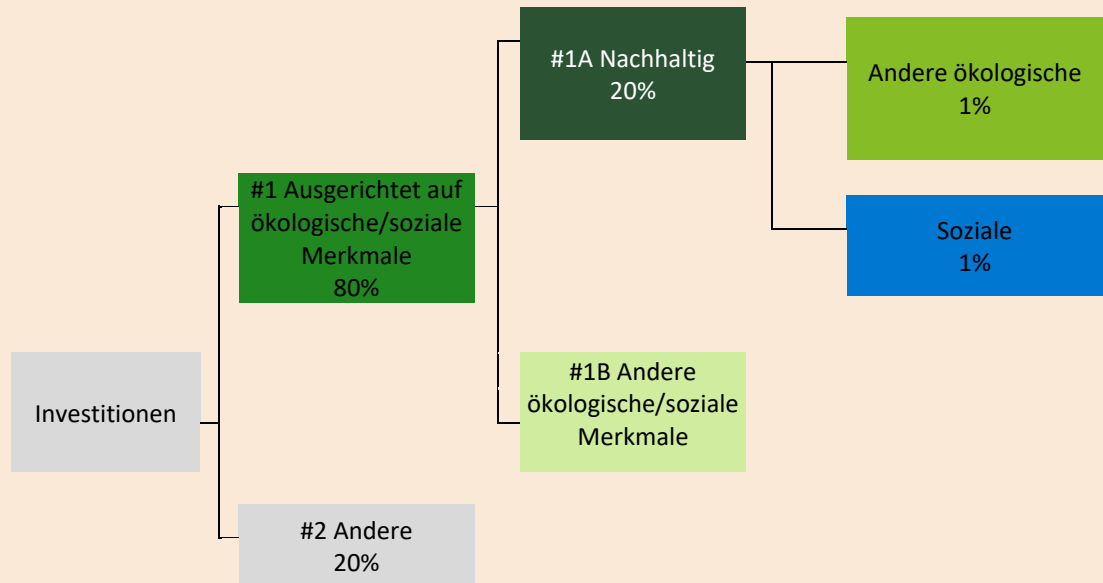 #1A Nachhaltig
20%
Andere ökologische
1%
#1 Ausgerichtet auf
ökologische/soziale
Merkmale
80%
Soziale
1%
Investitionen
#1B Andere
ökologische/soziale
Merkmale
#2 Andere
20%